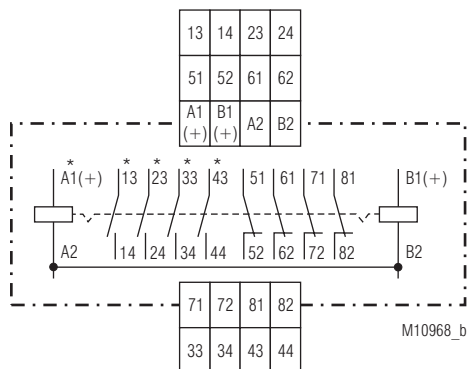 13 14 23 24
51 52 61 62
A1 B1 A2 B2
(+) (+)
* * * * *
A1(+) 13 23 33 43 51 61 71 81 B1(+)
A2 14 24 34 44 52 62 72 82 B2
71 72 81 82
M10968_b
33 34 43 44